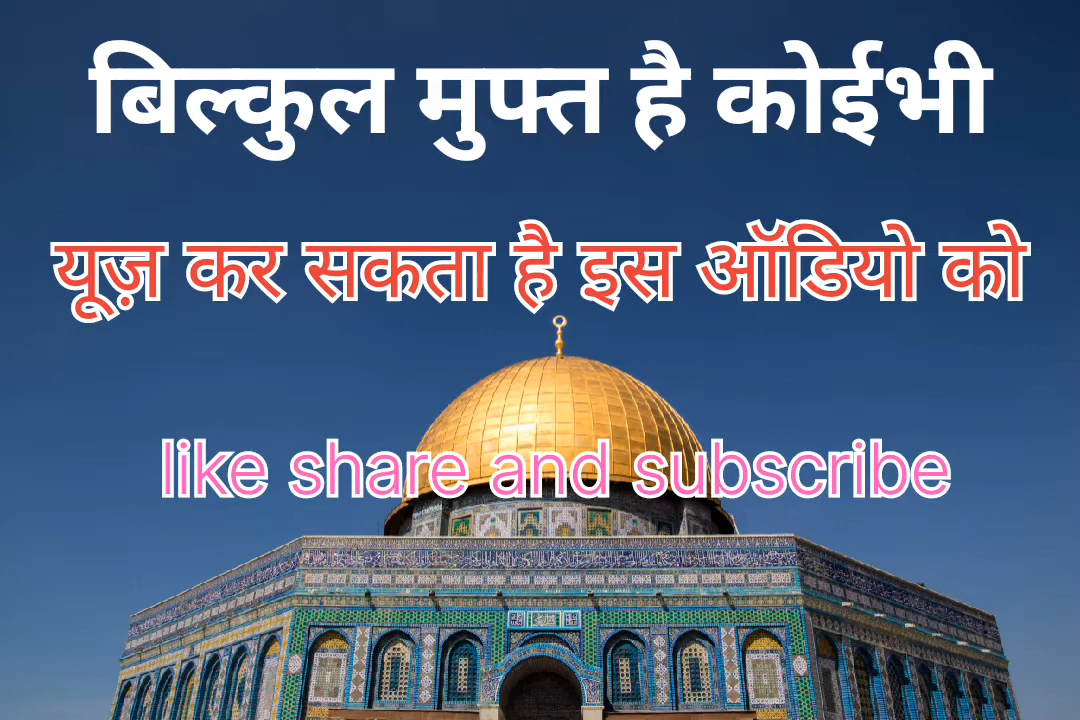 बिल्कुल मुफ्त है कोईभी
यूज़ कर सकता है इस ऑडियो को
like share and subscribe